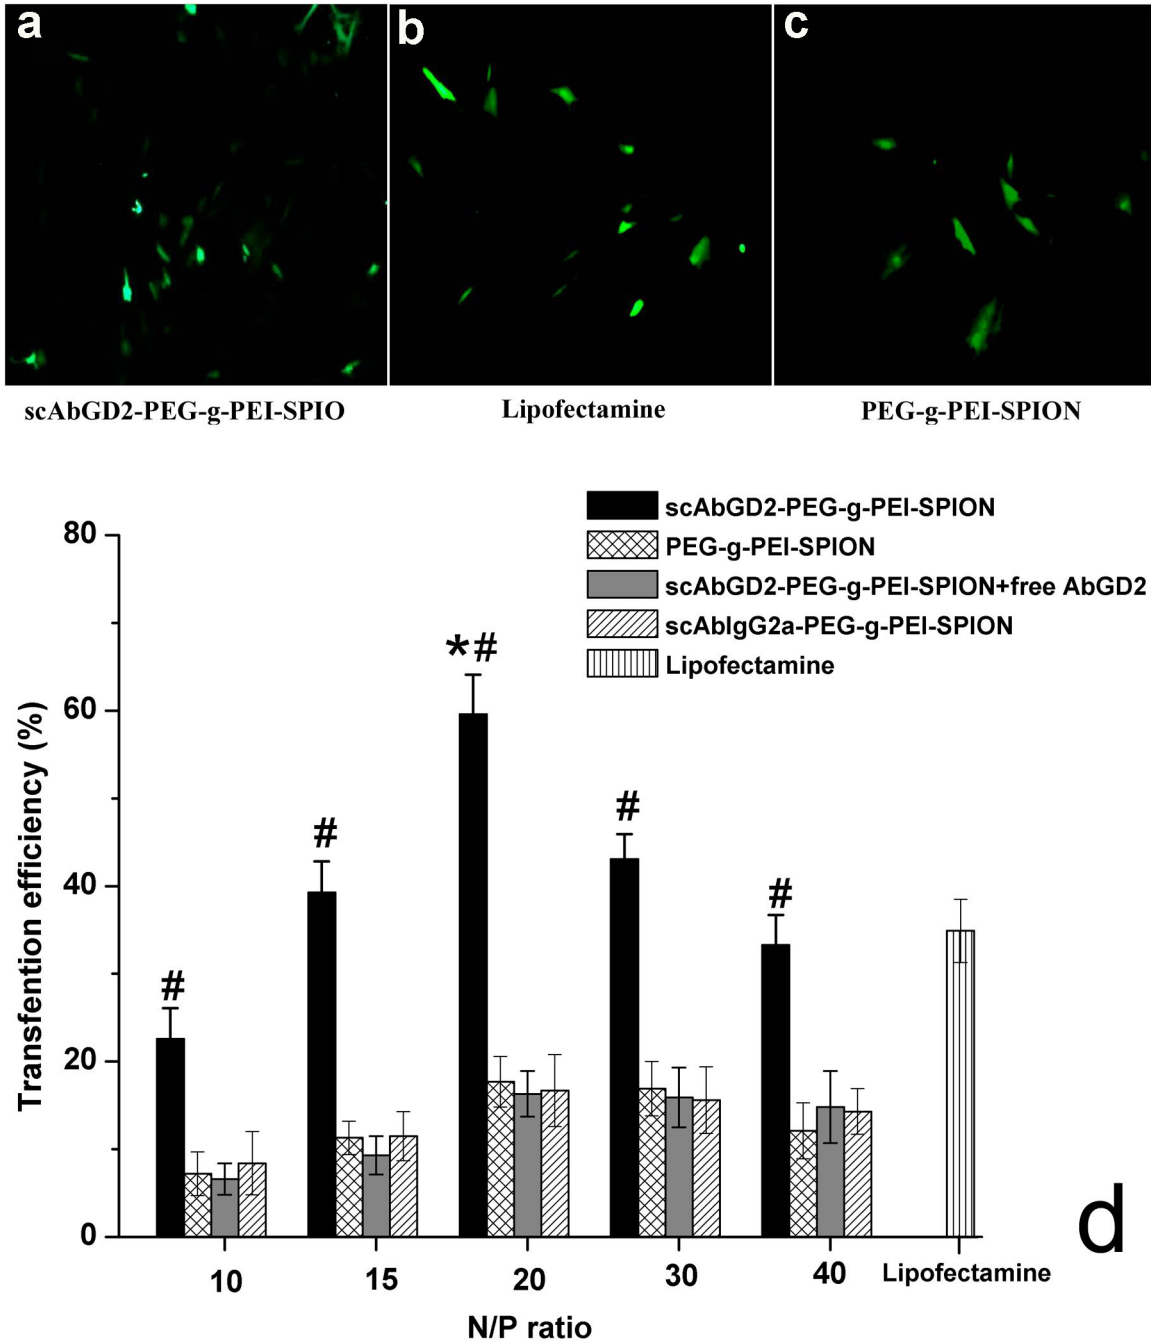 a
b
c
scAbGD2-PEG-g-PEI-SPIO
Lipofectamine
PEG-g-PEI-SPION
scAbGD2-PEG-g-PEI-SPION
PEG-g-PEI-SPION
scAbGD2-PEG-g-PEI-SPION+free AbGD2
scAbIgG2a-PEG-g-PEI-SPION
Lipofectamine
Transfention efficiency (%)
80
60
40
20
0
#
#
*#
#
#
10
15
20
30
40
Lipofectamine
N/P ratio
d